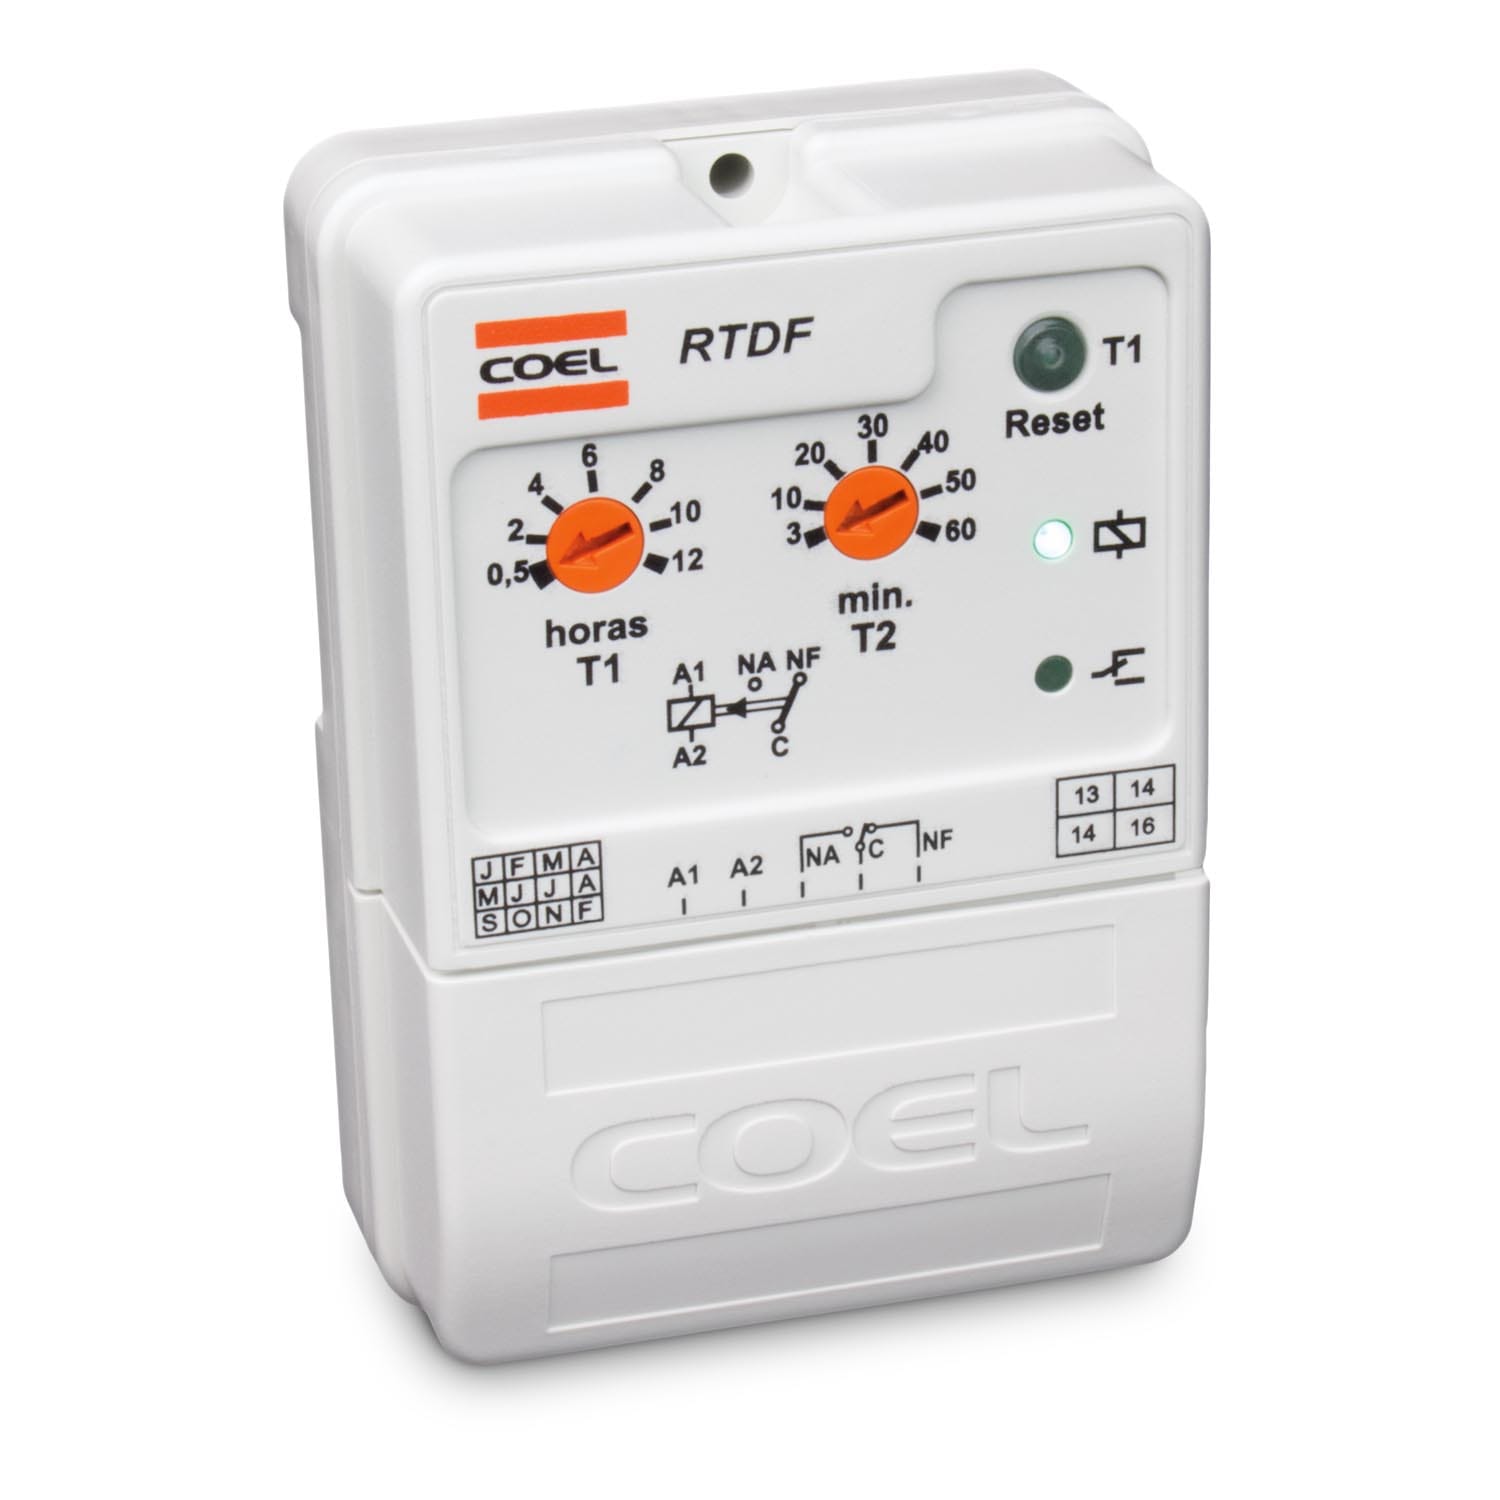 COEL RTDF
T1
Reset
0,5 2 4 6 8 10 12
horas
T1
3 10 20 30 40 50 60
min.
T2
A1 NA NF
A2 C
J F M A
M J J A
S O N F
A1 A2 NA C NF
13 14
14 16
COEL